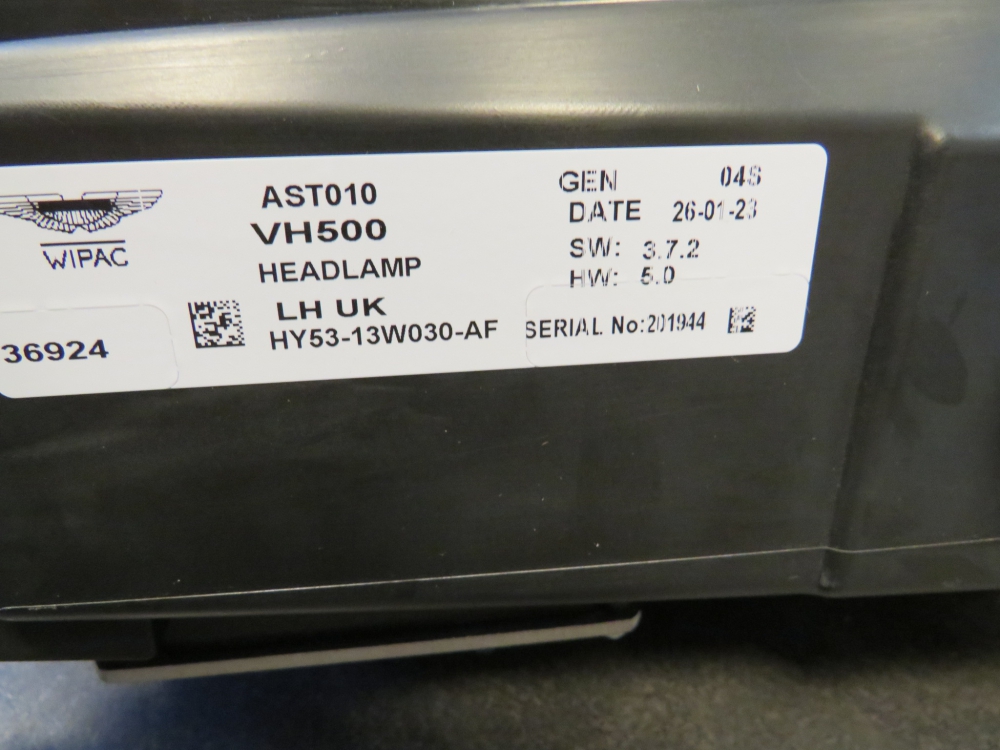 AST010
VH500
HEADLAMP
LH UK
HY53-13W030-AF
WIPAC
36924
GEN 04S
DATE 26-01-23
SW: 3.7.2
HW: 5.0
SERIAL No:201944